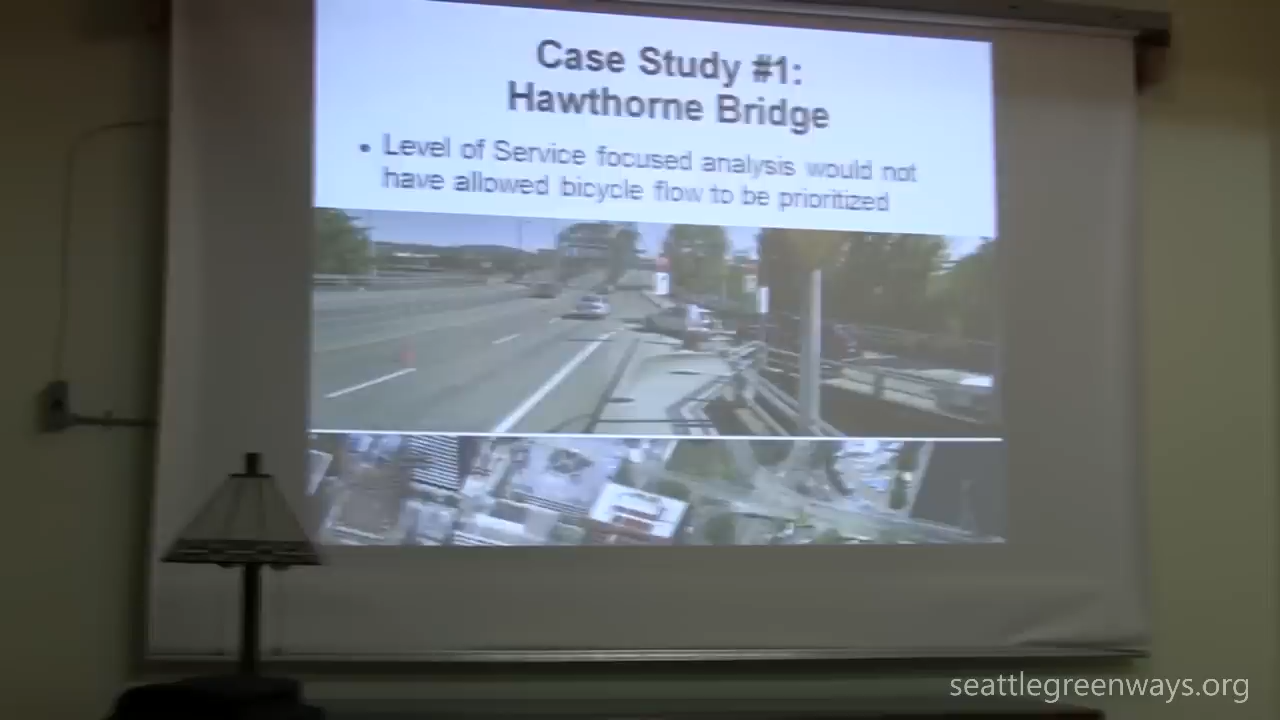 Case Study #1:
Hawthorne Bridge
• Level of Service focused analysis would not
have allowed bicycle flow to be prioritized
seattlegreenways.org